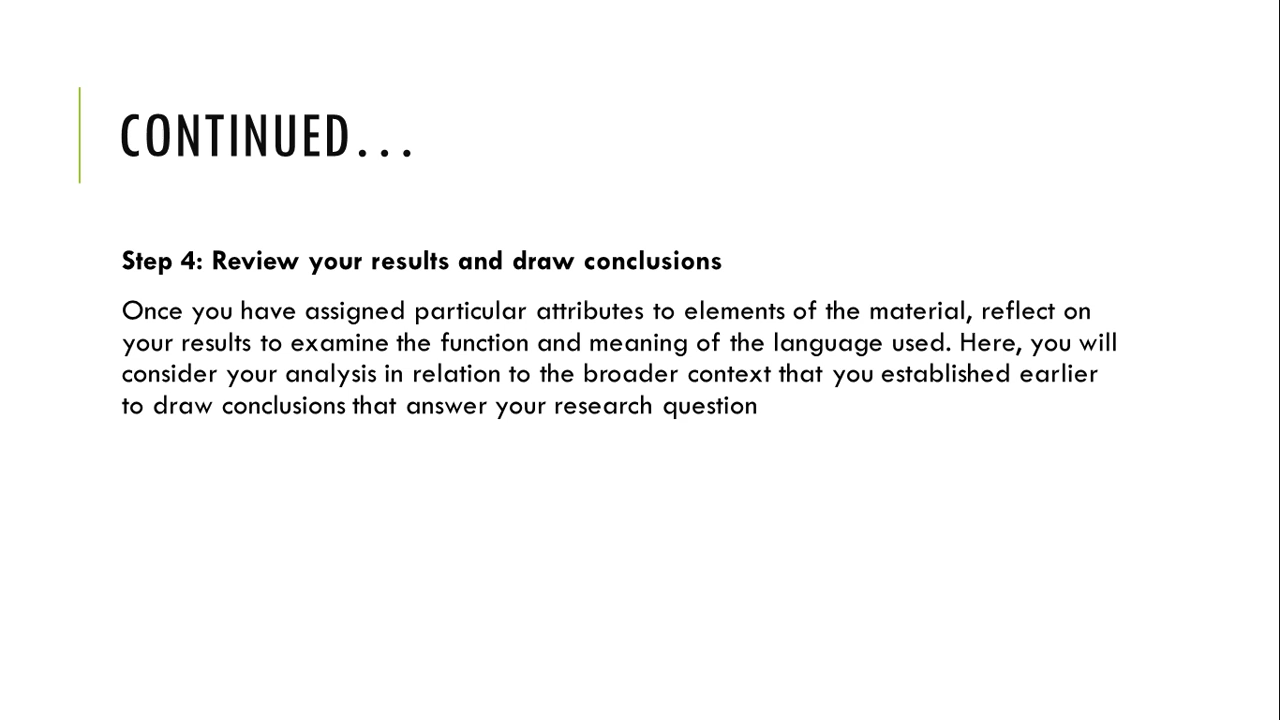 CONTINUED...
Step 4: Review your results and draw conclusions
Once you have assigned particular attributes to elements of the material, reflect on
your results to examine the function and meaning of the language used. Here, you will
consider your analysis in relation to the broader context that you established earlier
to draw conclusions that answer your research question